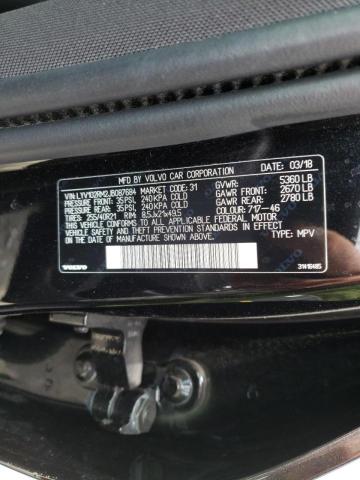 MFD BY VOLVO CAR CORPORATION DATE: 03/18
VIN: LYV102RM2JB087684 MARKET CODE: 31 GVWR: 5360 LB
PRESSURE FRONT: 35PSI, 240KPA COLD GAWR FRONT: 2670 LB
PRESSURE REAR: 35PSI, 240KPA COLD GAWR REAR: 2780 LB
TIRES: 255/40R21 RIM: 8,5Jx21x49,5 COLOUR: 717-46
THIS VEHICLE CONFORMS TO ALL APPLICABLE FEDERAL MOTOR
VEHICLE SAFETY AND THEFT PREVENTION STANDARDS IN
EFFECT ON THE DATE OF MANUFACTURE SHOWN ABOVE.
TYPE: MPV
VOLVO
VOLVO